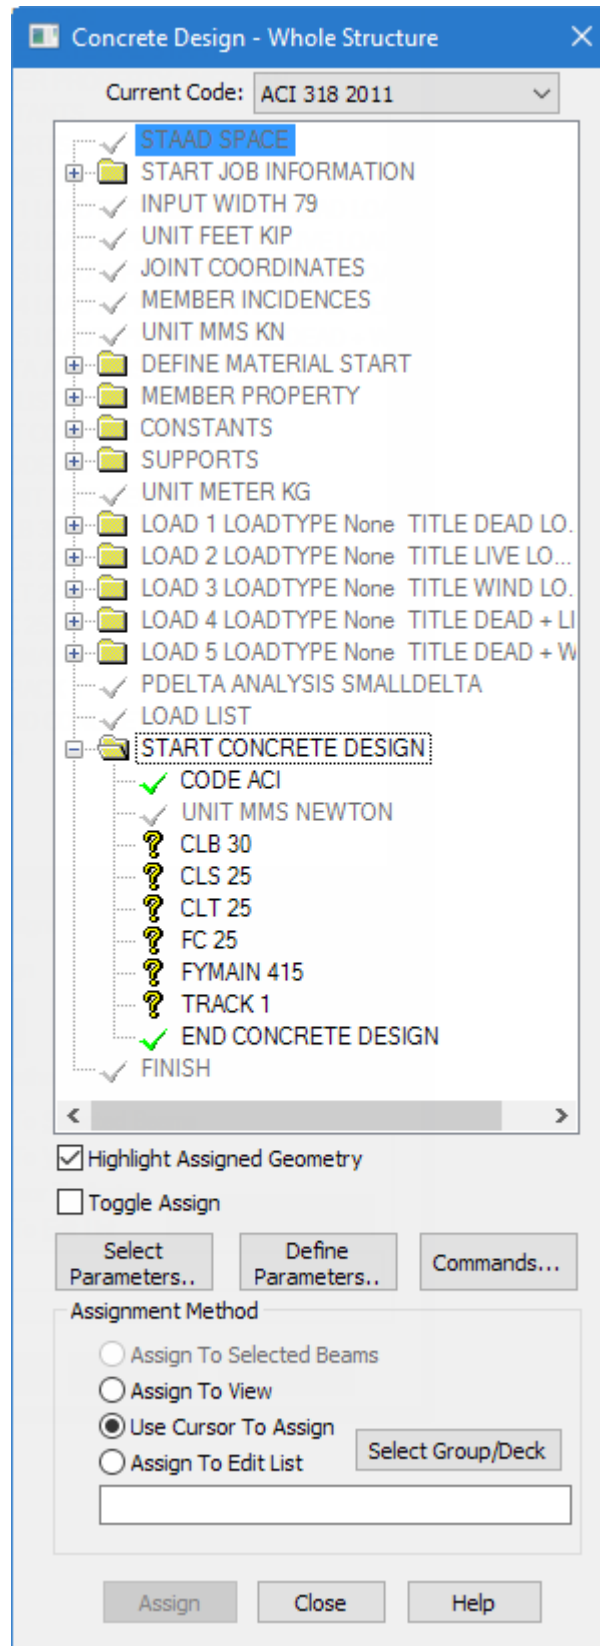 Concrete Design - Whole Structure
Current Code: ACI 318 2011
STAAD SPACE
START JOB INFORMATION
INPUT WIDTH 79
UNIT FEET KIP
JOINT COORDINATES
MEMBER INCIDENCES
UNIT MMS KN
DEFINE MATERIAL START
MEMBER PROPERTY
CONSTANTS
SUPPORTS
UNIT METER KG
LOAD 1 LOADTYPE None TITLE DEAD LO.
LOAD 2 LOADTYPE None TITLE LIVE LO...
LOAD 3 LOADTYPE None TITLE WIND LO.
LOAD 4 LOADTYPE None TITLE DEAD + LI
LOAD 5 LOADTYPE None TITLE DEAD + W
PDELTA ANALYSIS SMALLDELTA
LOAD LIST
START CONCRETE DESIGN
CODE ACI
UNIT MMS NEWTON
CLB 30
CLS 25
CLT 25
FC 25
FYMAIN 415
TRACK 1
END CONCRETE DESIGN
FINISH
Highlight Assigned Geometry
Toggle Assign
Select Parameters..
Define Parameters..
Commands...
Assignment Method
Assign To Selected Beams
Assign To View
Use Cursor To Assign
Assign To Edit List
Select Group/Deck
Assign Close Help